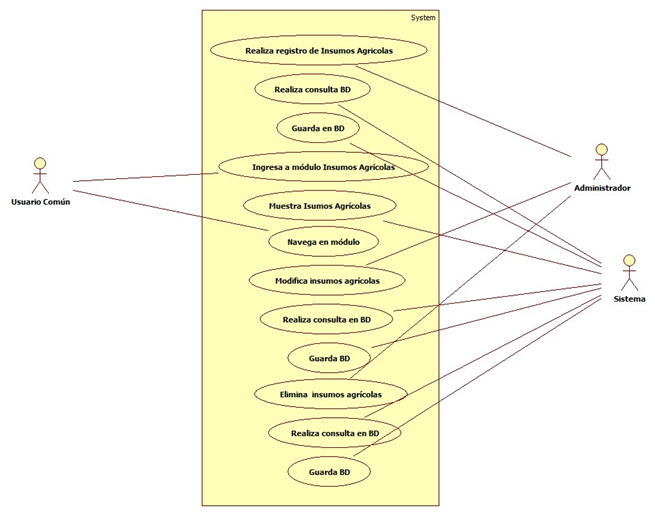 System
Realiza registro de Insumos Agricolas
Realiza consulta BD
Guarda en BD
Ingresa a módulo Insumos Agrícolas
Muestra Isumos Agrícolas
Navega en módulo
Modifica insumos agrícolas
Realiza consulta en BD
Guarda BD
Elimina insumos agrícolas
Realiza consulta en BD
Guarda BD
Usuario Común
Administrador
Sistema